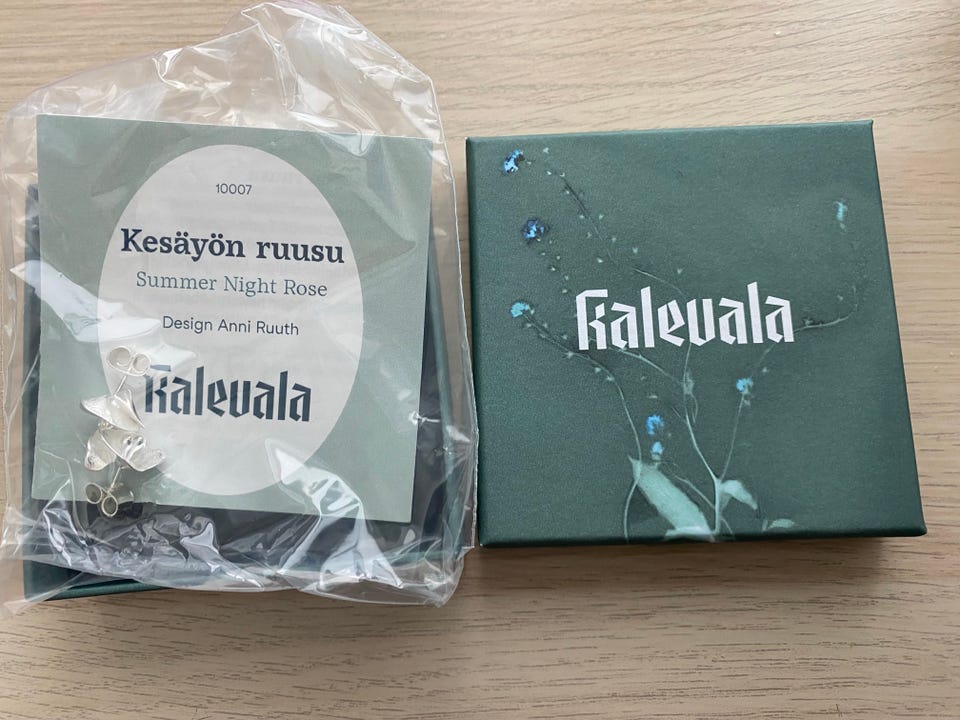 10007
Kesäyön ruusu
Summer Night Rose
Design Anni Ruuth
Kalevala
Kalevala